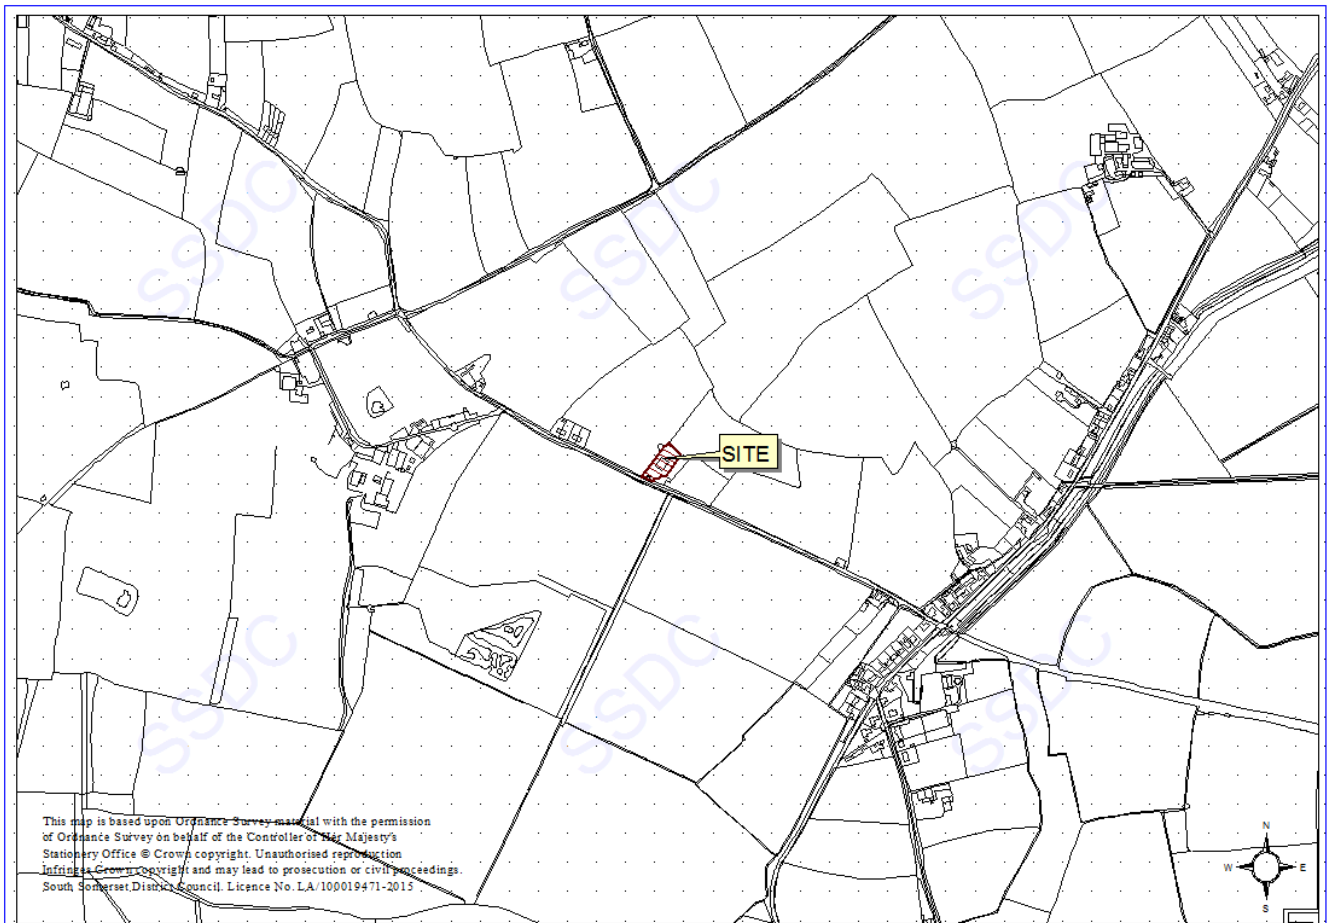 SSDC SSDC SSDC
SITE
SSDC SSDC SSDC
This map is based upon Ordnance Survey material with the permission
of Ordnance Survey on behalf of the Controller of Her Majesty's
Stationery Office © Crown copyright. Unauthorised reproduction
Infringes Crown copyright and may lead to prosecution or civil proceedings.
South Somerset District Council. Licence No. LA/100019471-2015
N
W E
S